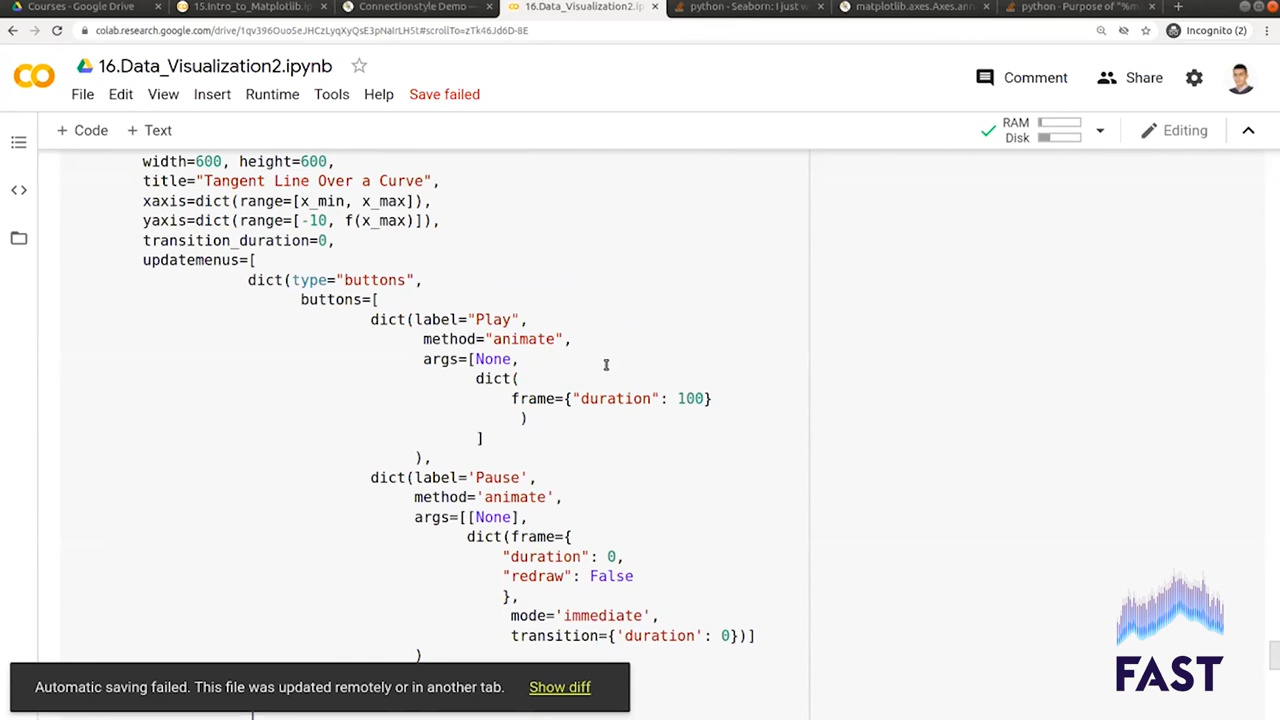 Courses - Google Drive
15.Intro_to_Matplotlib.ip
Connectionstyle Demo —
16.Data_Visualization2.ip
python - Seaborn: I just w
matplotlib.axes.Axes.ann
python - Purpose of "%m
colab.research.google.com/drive/1qv396Ouo5eJHCzLyqXyQsE3pNaIrLH5t#scrollTo=zTk46Jd6D-8E
Incognito (2)
16.Data_Visualization2.ipynb
Comment
Share
File Edit View Insert Runtime Tools Help Save failed
+ Code + Text
RAM
Disk
Editing
width=600, height=600,
title="Tangent Line Over a Curve",
xaxis=dict(range=[x_min, x_max]),
yaxis=dict(range=[-10, f(x_max)]),
transition_duration=0,
updatemenus=[
dict(type="buttons",
buttons=[
dict(label="Play",
method="animate",
args=[None,
dict(
frame={"duration": 100}
)
]
),
dict(label='Pause',
method='animate',
args=[[None],
dict(frame={
"duration": 0,
"redraw": False
},
mode='immediate',
transition={'duration': 0})]
)
Automatic saving failed. This file was updated remotely or in another tab. Show diff
FAST